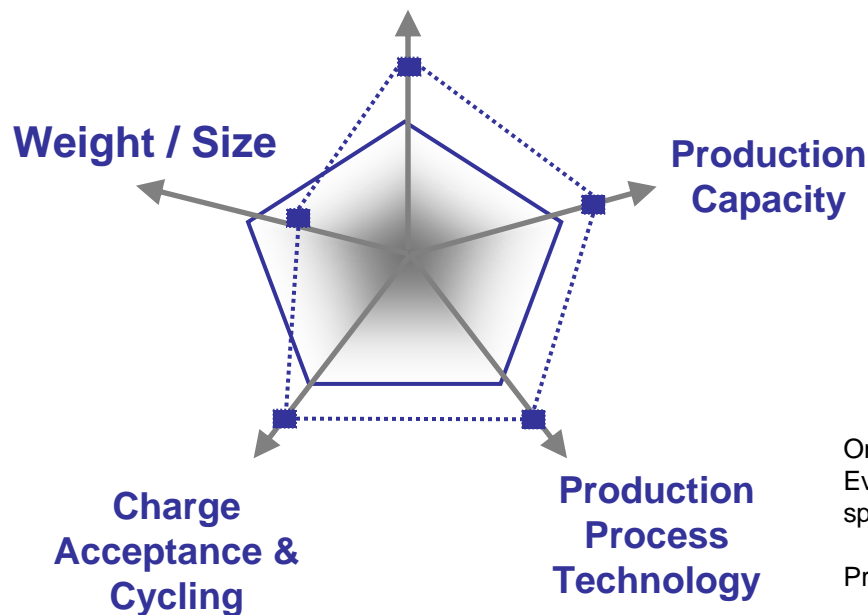 Weight / Size
Production
Capacity
Charge
Acceptance &
Cycling
Production
Process
Technology